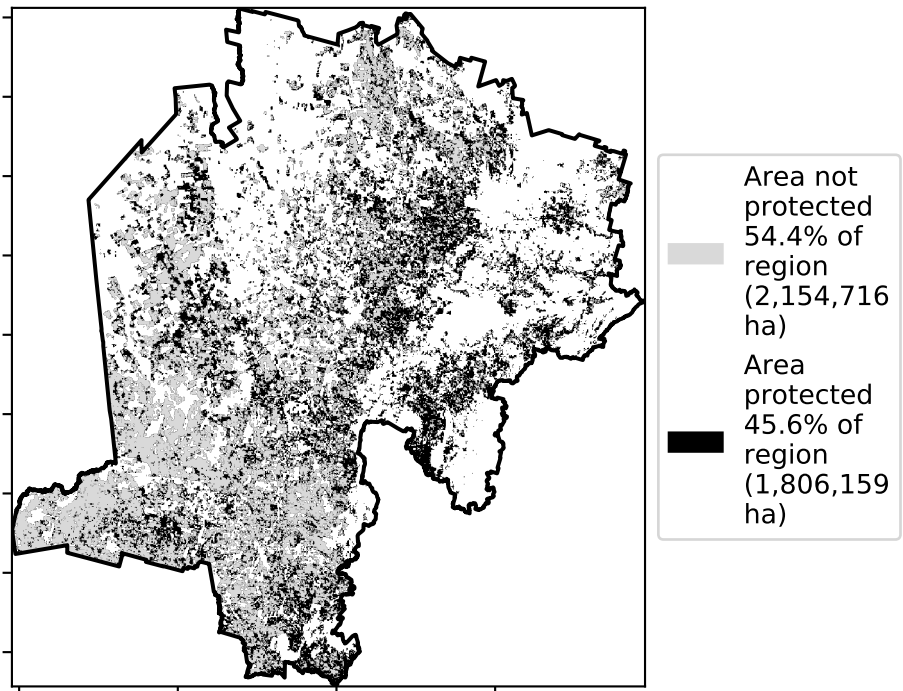 Area not
protected
54.4% of
region
(2,154,716
ha)
Area
protected
45.6% of
region
(1,806,159
ha)